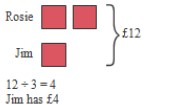 Rosie
£12
Jim
12 ÷ 3 = 4
Jim has £4